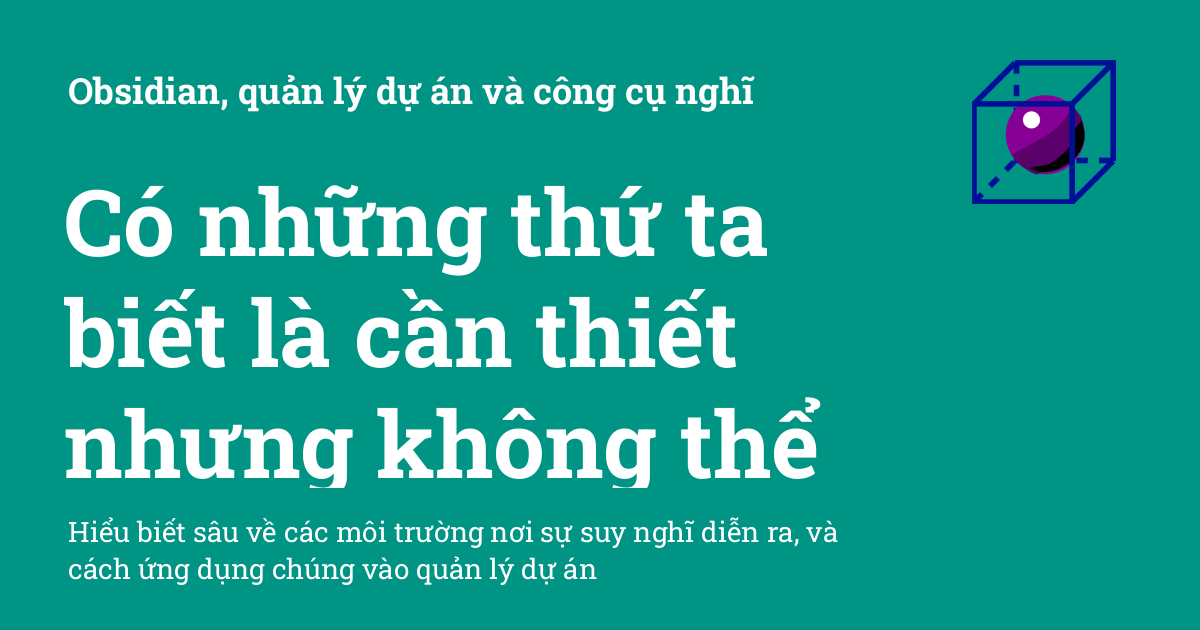 Obsidian, quản lý dự án và công cụ nghĩ
Có những thứ ta
biết là cần thiết
nhưng không thể
Hiểu biết sâu về các môi trường nơi sự suy nghĩ diễn ra, và
cách ứng dụng chúng vào quản lý dự án